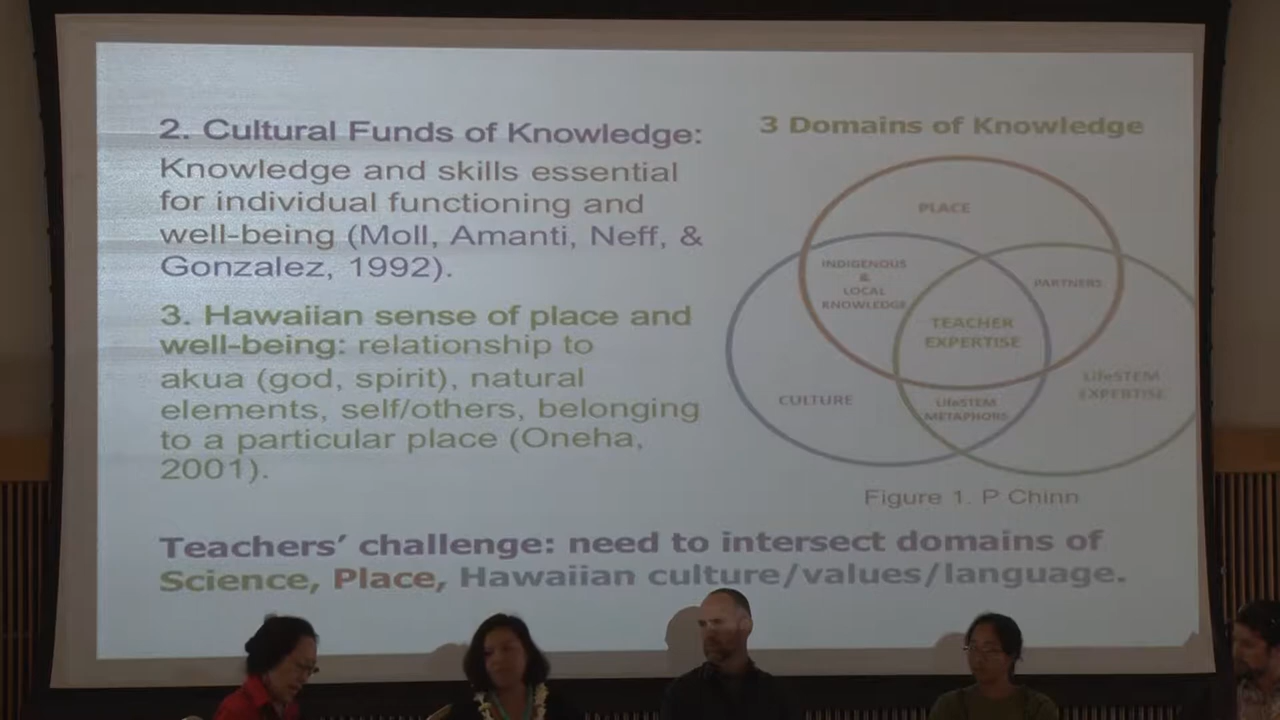 2. Cultural Funds of Knowledge:
Knowledge and skills essential
for individual functioning and
well-being (Moll, Amanti, Neff, &
Gonzalez, 1992).
3. Hawaiian sense of place and
well-being: relationship to
akua (god, spirit), natural
elements, self/others, belonging
to a particular place (Oneha,
2001).
3 Domains of Knowledge
PLACE
INDIGENOUS
&
LOCAL
KNOWLEDGE
PARTNERS
TEACHER
EXPERTISE
CULTURE
LifeSTEM
EXPERTISE
LifeSTEM
METAPHORS
Figure 1. P Chinn
Teachers’ challenge: need to intersect domains of
Science, Place, Hawaiian culture/values/language.